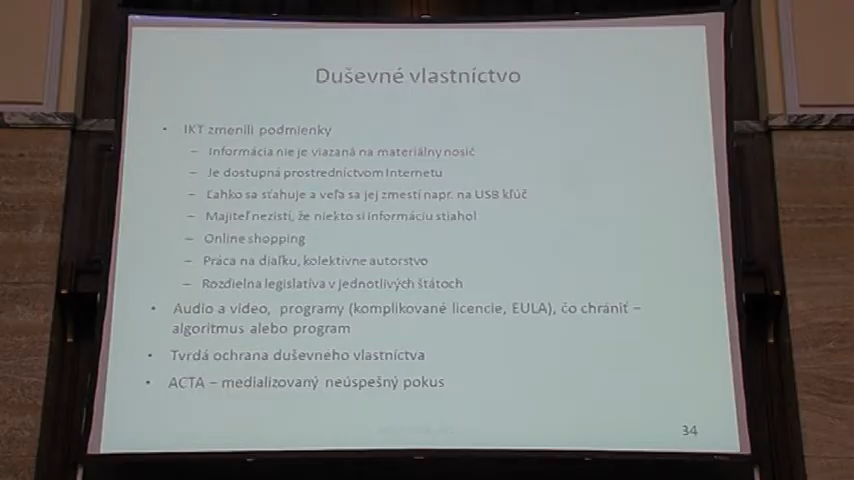 Duševné vlastníctvo
• IKT zmenili podmienky
– Informácia nie je viazaná na materiálny nosič
– Je dostupná prostredníctvom Internetu
– Ľahko sa sťahuje a veľa sa jej zmestí napr. na USB kľúč
– Majiteľ nezistí, že niekto si informáciu stiahol
– Online shopping
– Práca na diaľku, kolektívne autorstvo
– Rozdielna legislatíva v jednotlivých štátoch
• Audio a video, programy (komplikované licencie, EULA), čo chrániť –
algoritmus alebo program
• Tvrdá ochrana duševného vlastníctva
• ACTA – medializovaný neúspešný pokus
34